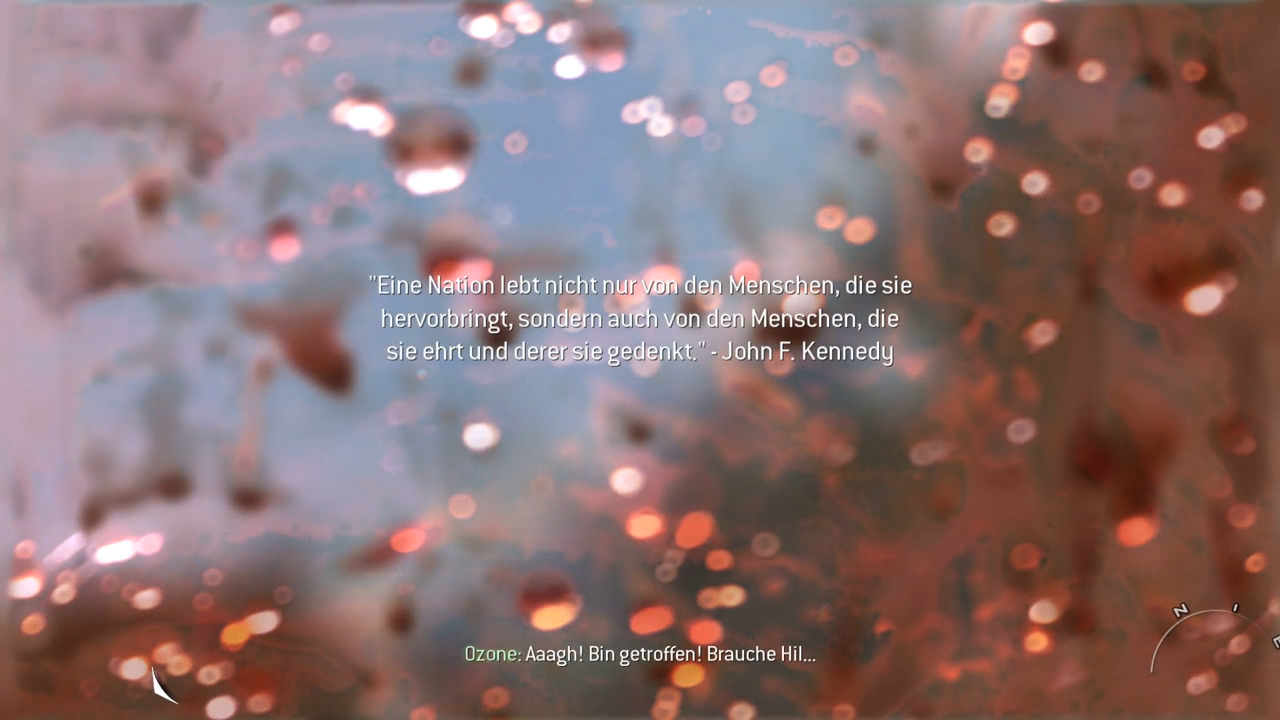 "Eine Nation lebt nicht nur von den Menschen, die sie
hervorbringt, sondern auch von den Menschen, die
sie ehrt und derer sie gedenkt." - John F. Kennedy
Ozone: Aaagh! Bin getroffen! Brauche Hil...
N